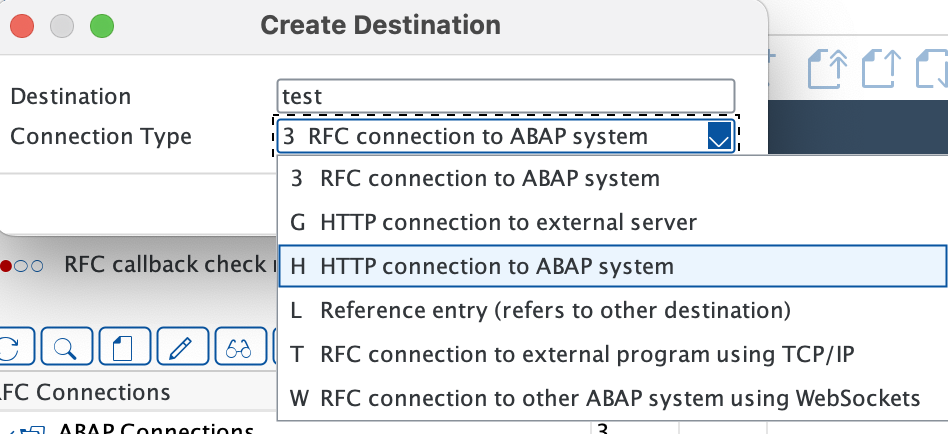 Create Destination
Destination
test
Connection Type
3 RFC connection to ABAP system
3 RFC connection to ABAP system
G HTTP connection to external server
H HTTP connection to ABAP system
L Reference entry (refers to other destination)
T RFC connection to external program using TCP/IP
W RFC connection to other ABAP system using WebSockets
RFC callback check
RFC Connections
ABAP Connections
3